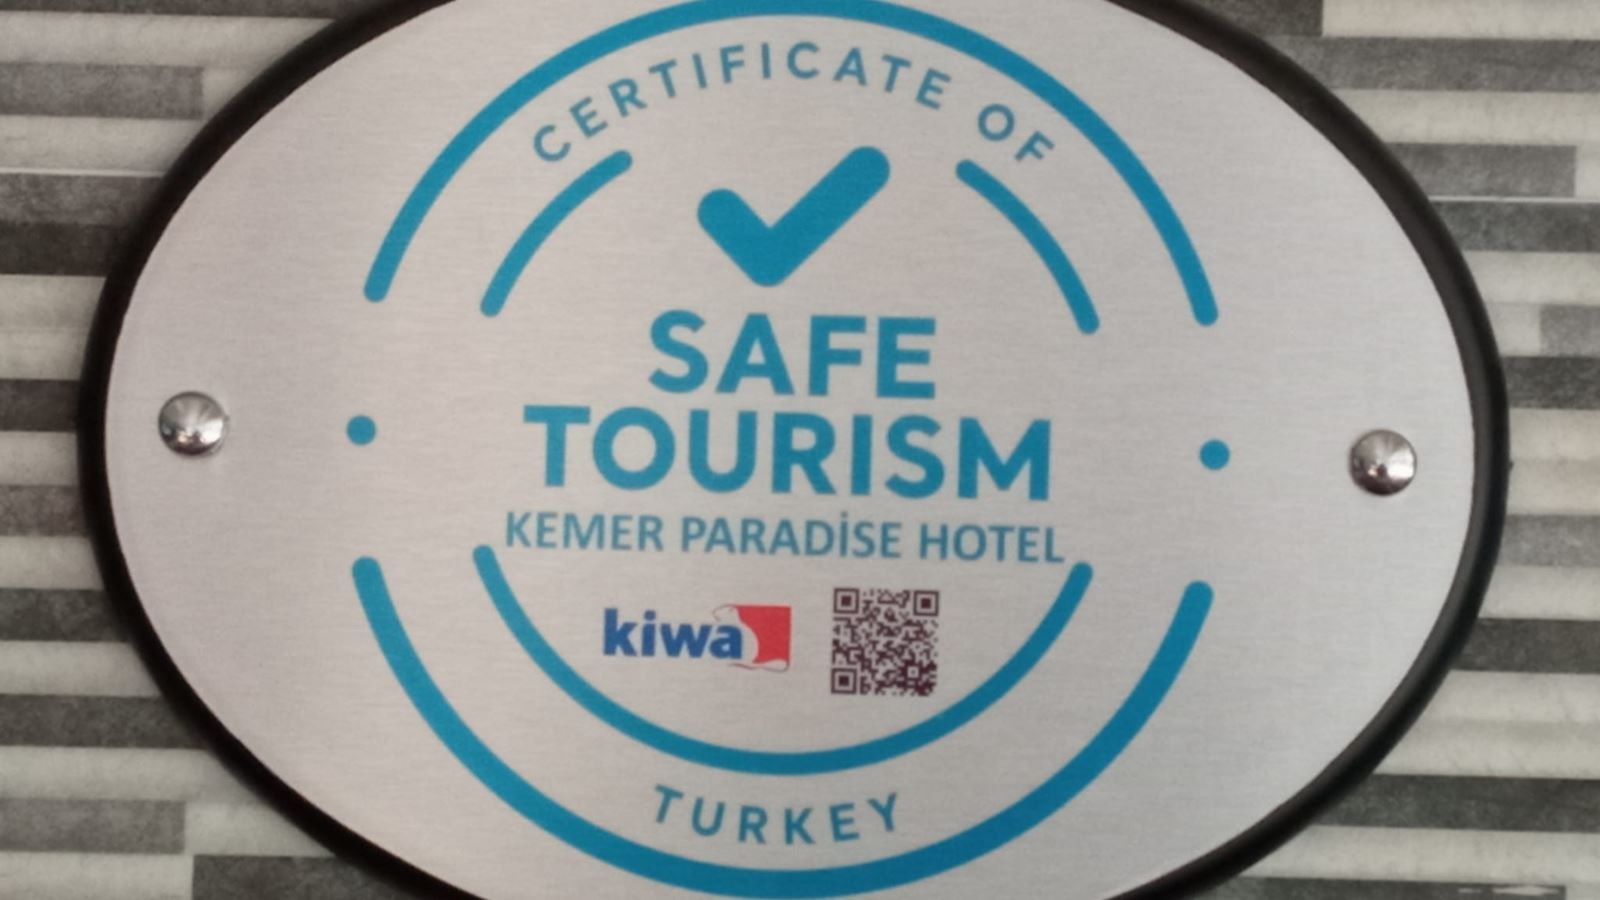 CERTIFICATE OF
SAFE
TOURISM
KEMER PARADİSE HOTEL
kiwa
TURKEY